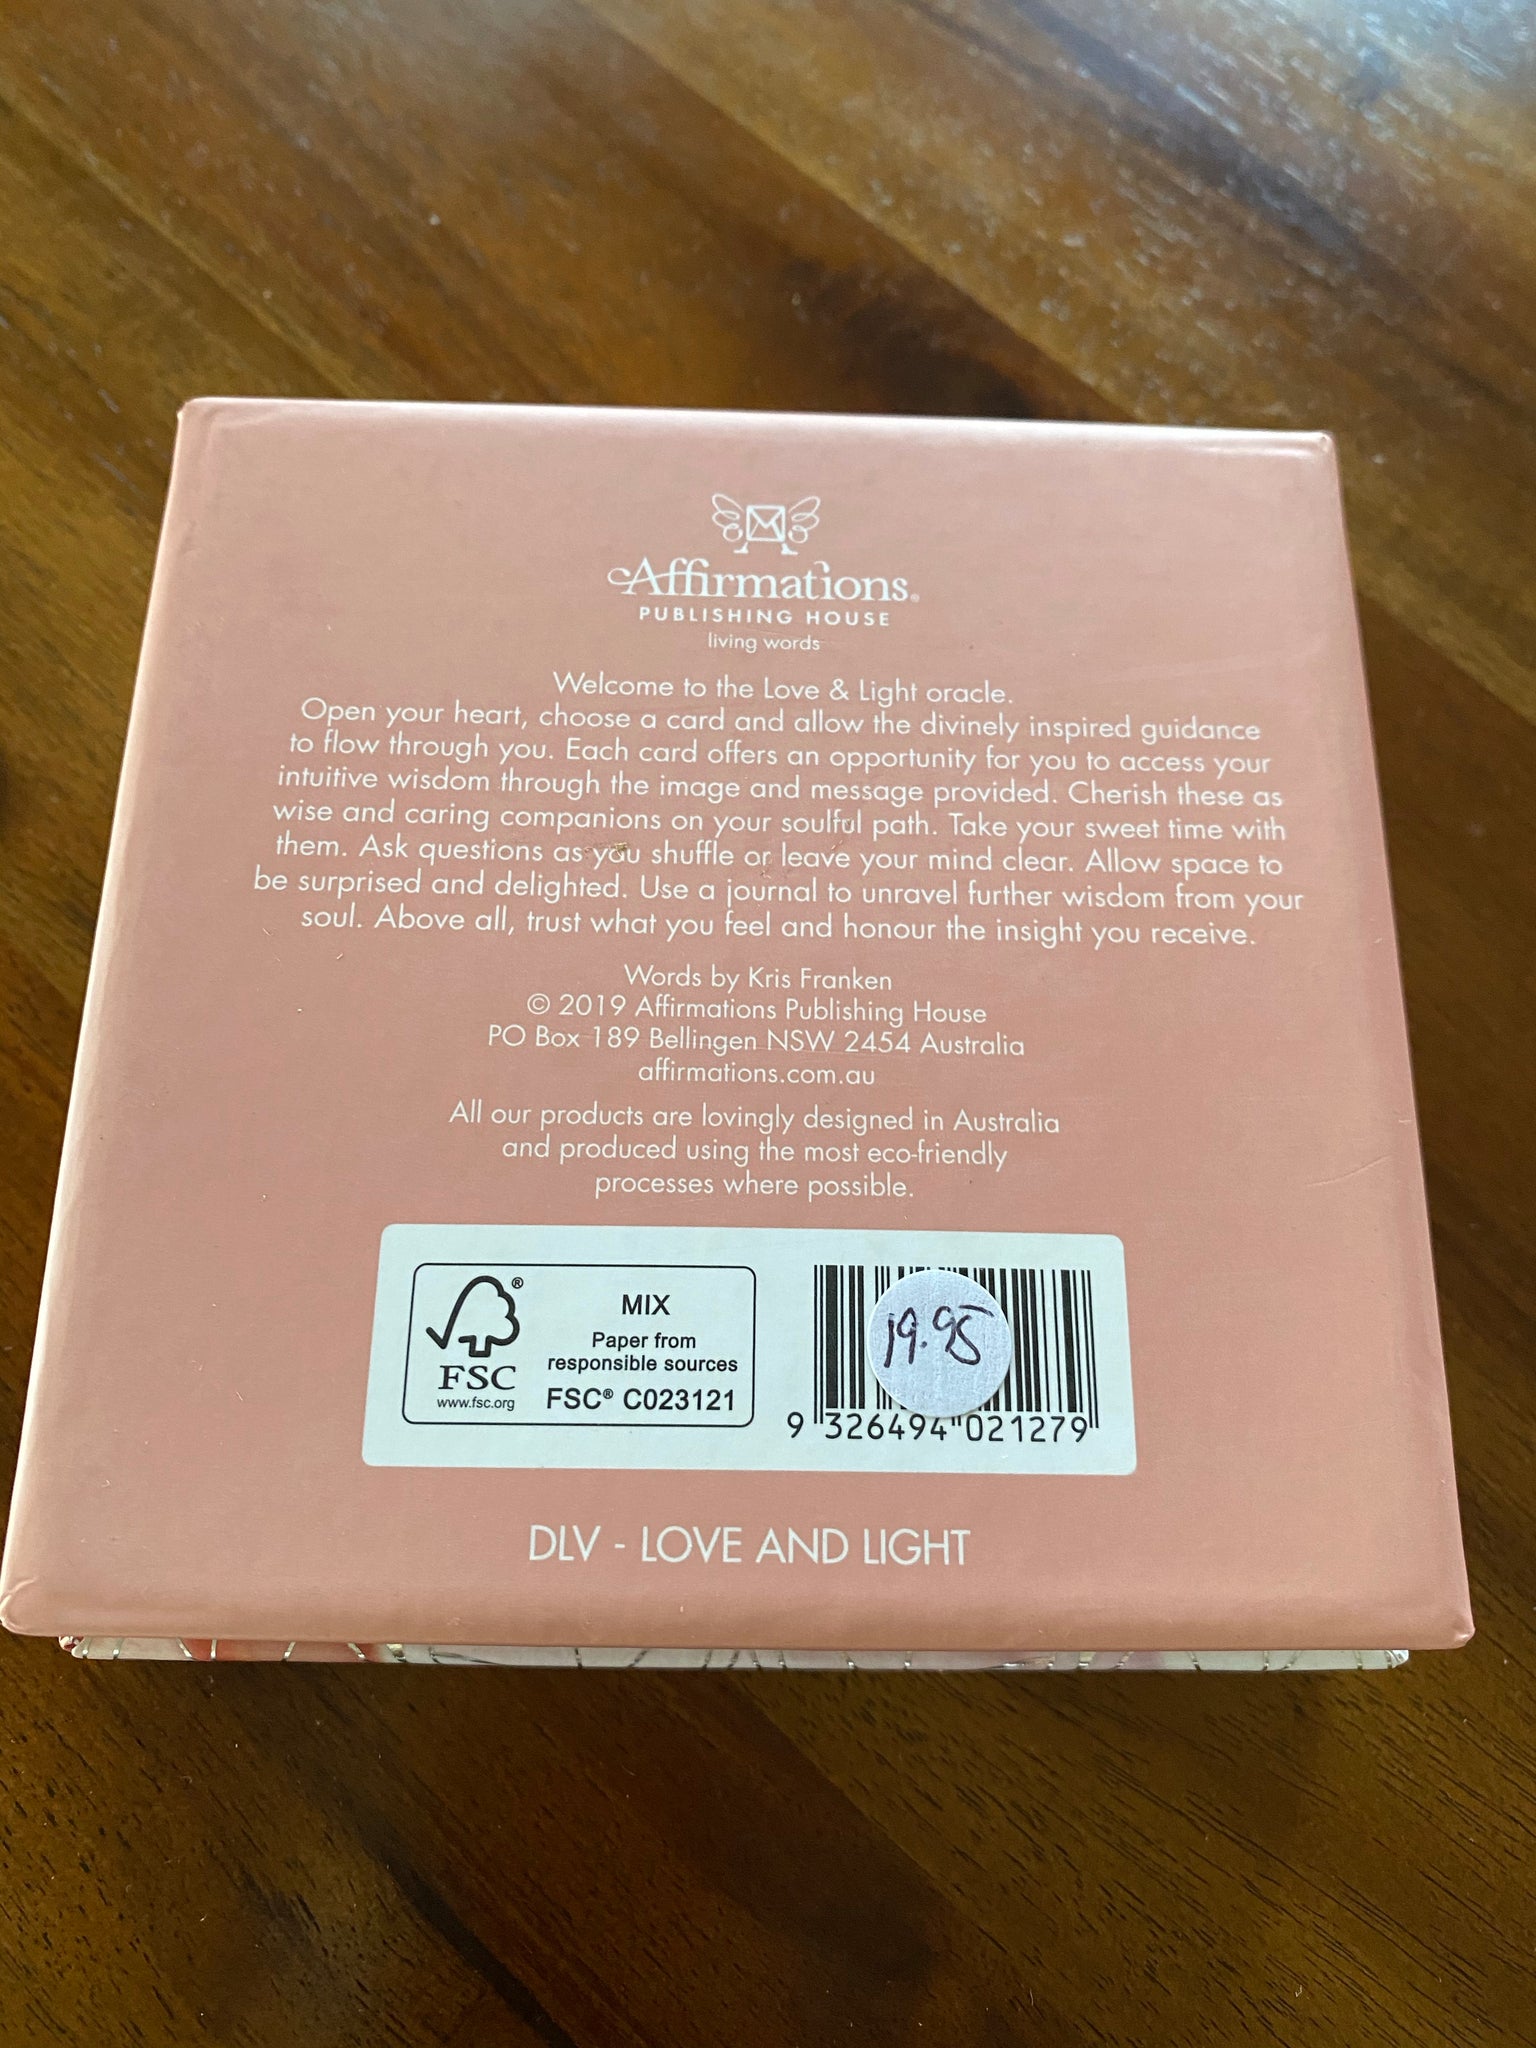 Affirmations®
PUBLISHING HOUSE
living words
Welcome to the Love & Light oracle.
Open your heart, choose a card and allow the divinely inspired guidance
to flow through you. Each card offers an opportunity for you to access your
intuitive wisdom through the image and message provided. Cherish these as
wise and caring companions on your soulful path. Take your sweet time with
them. Ask questions as you shuffle or leave your mind clear. Allow space to
be surprised and delighted. Use a journal to unravel further wisdom from your
soul. Above all, trust what you feel and honour the insight you receive.
Words by Kris Franken
© 2019 Affirmations Publishing House
PO Box 189 Bellingen NSW 2454 Australia
affirmations.com.au
All our products are lovingly designed in Australia
and produced using the most eco-friendly
processes where possible.
®
FSC
www.fsc.org
MIX
Paper from
responsible sources
FSC® C023121
19.95
9 326494 021279
DLV - LOVE AND LIGHT